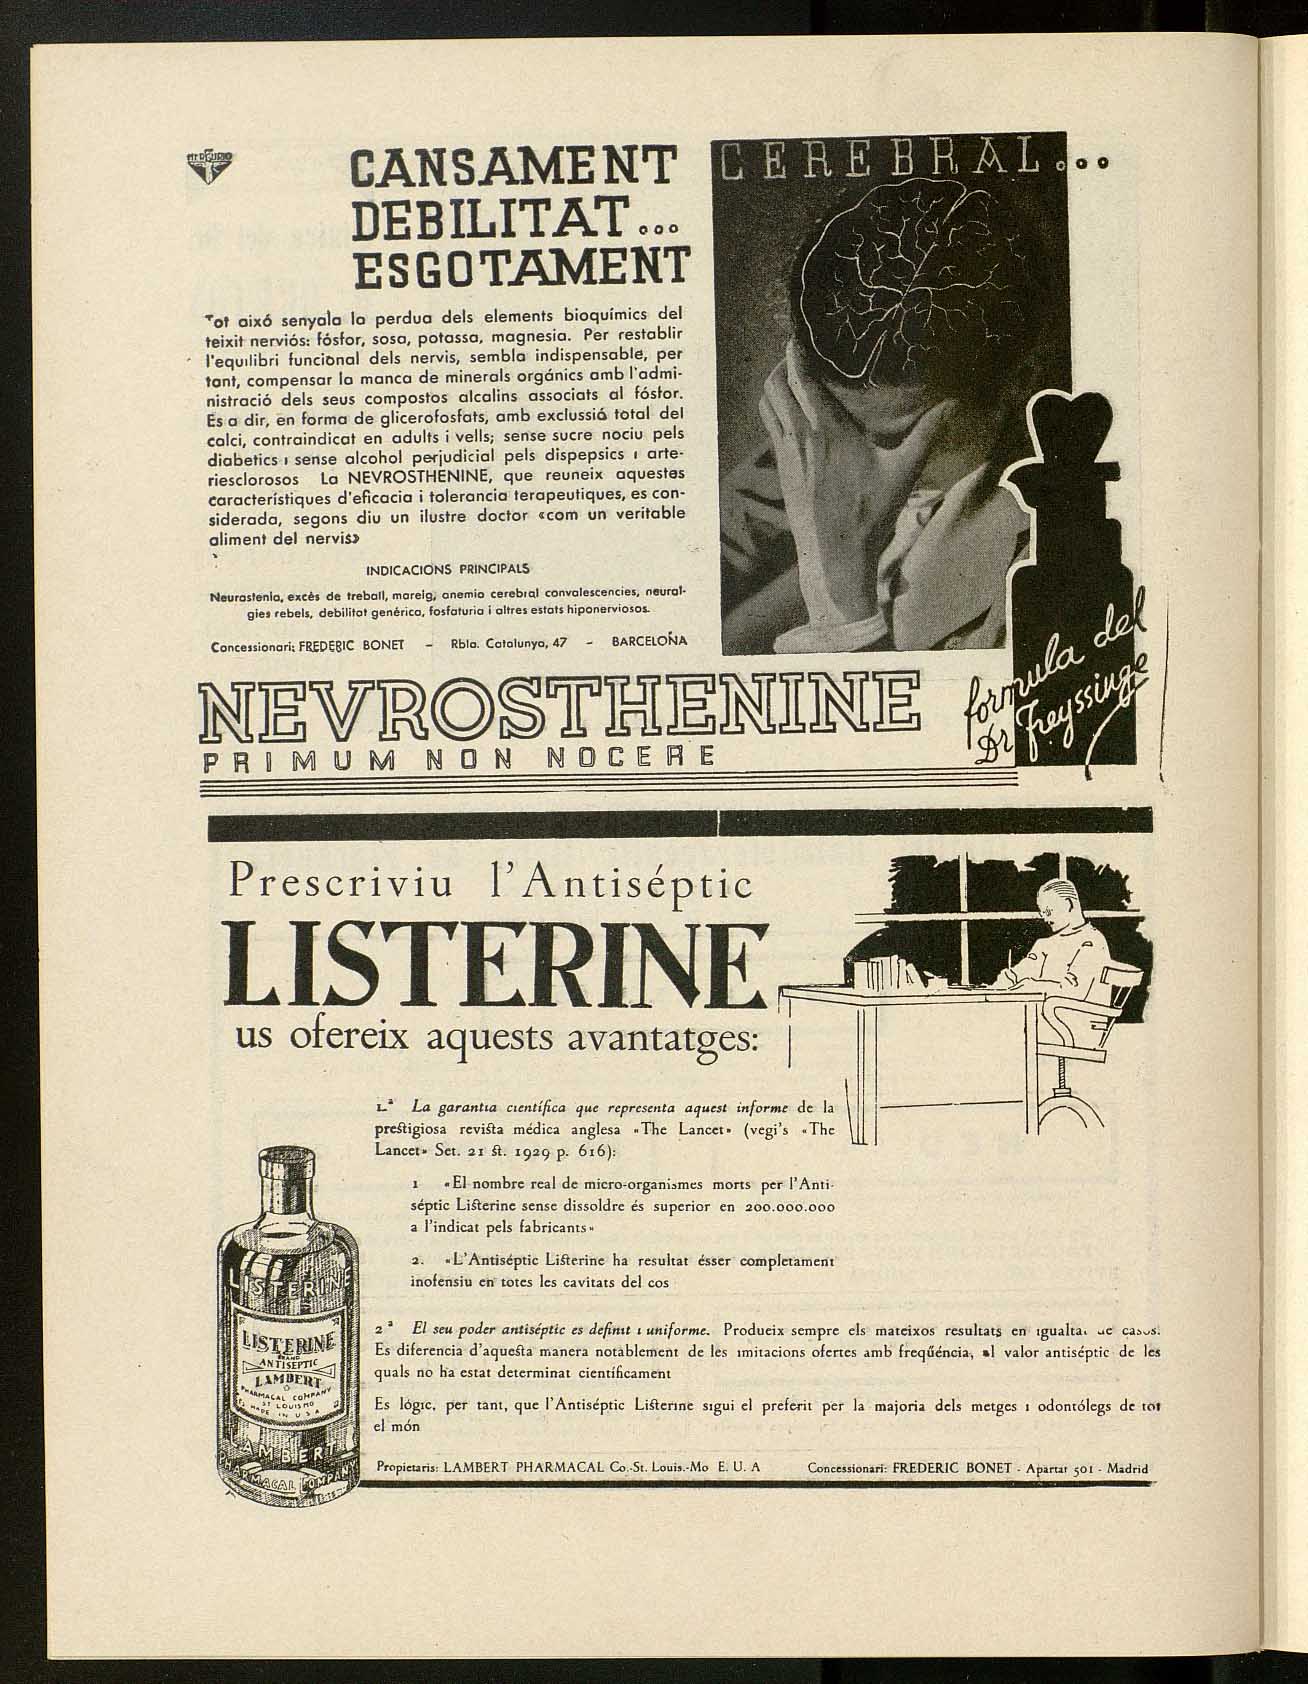 MERCURIO
CANSAMENT
DEBILITAT...
ESGOTAMENT
CEREBRAL...
Tot aixó senyala la perdua dels elements bioquímics del
teixit nerviós: fósfor, sosa, potassa, magnesia. Per restablir
l'equilibri funcional dels nervis, sembla indispensable, per
tant, compensar la manca de minerals orgánics amb l'admi-
nistració dels seus compostos alcalins associats al fósfor.
Es a dir, en forma de glicerofosfats, amb exclussió total del
calci, contraindicat en adults i vells; sense sucre nociu pels
diabetics i sense alcohol perjudicial pels dispepsics i arte-
riesclorosos La NEVROSTHENINE, que reuneix aquestes
característiques d'eficacia i tolerancia terapeutiques, es con-
siderada, segons diu un ilustre doctor «com un veritable
aliment del nervis»
INDICACIONS PRINCIPALS
Neurastenia, excès de treball, mareig, anemia cerebral convalescencies, neural-
gies rebels, debilitat genérica, fosfaturia i altres estats hiponerviosos.
Concessionari: FREDERIC BONET - Rbla. Catalunya, 47 - BARCELONA
NEVROSTHENINE
PRIMUM NON NOCERE
formula del
Dr Freyssinge
Prescriviu l'Antiséptic
LISTERINE
us ofereix aquests avantatges:
1.ª La garantia científica que representa aquest informe de la
prestigiosa revista médica anglesa «The Lancet» (vegi's «The
Lancet» Set. 21 st. 1929 p. 616):
1 «El nombre real de micro-organismes morts per l'Anti-
séptic Listerine sense dissoldre és superior en 200.000.000
a l'indicat pels fabricants»
2. «L'Antiséptic Listerine ha resultat ésser completament
inofensiu en totes les cavitats del cos
2ª El seu poder antiséptic es definit i uniforme. Produeix sempre els mateixos resultats en igualtat de casos.
Es diferencia d'aquesta manera notablement de les imitacions ofertes amb freqüéncia, el valor antiséptic de les
quals no ha estat determinat científicament
Es lógic, per tant, que l'Antiséptic Listerine sigui el preferit per la majoria dels metges i odontólegs de tot
el món
Propietaris: LAMBERT PHARMACAL Co.-St. Louis.-Mo E. U. A Concessionari: FREDERIC BONET - Apartat 501 - Madrid
LISTERINE
LISTERINE
BRAND
ANTISEPTIC
LAMBERT
PHARMACAL COMPANY
ST LOUIS MO
MADE IN U S A
LAMBERT
PHARMACAL COMPANY